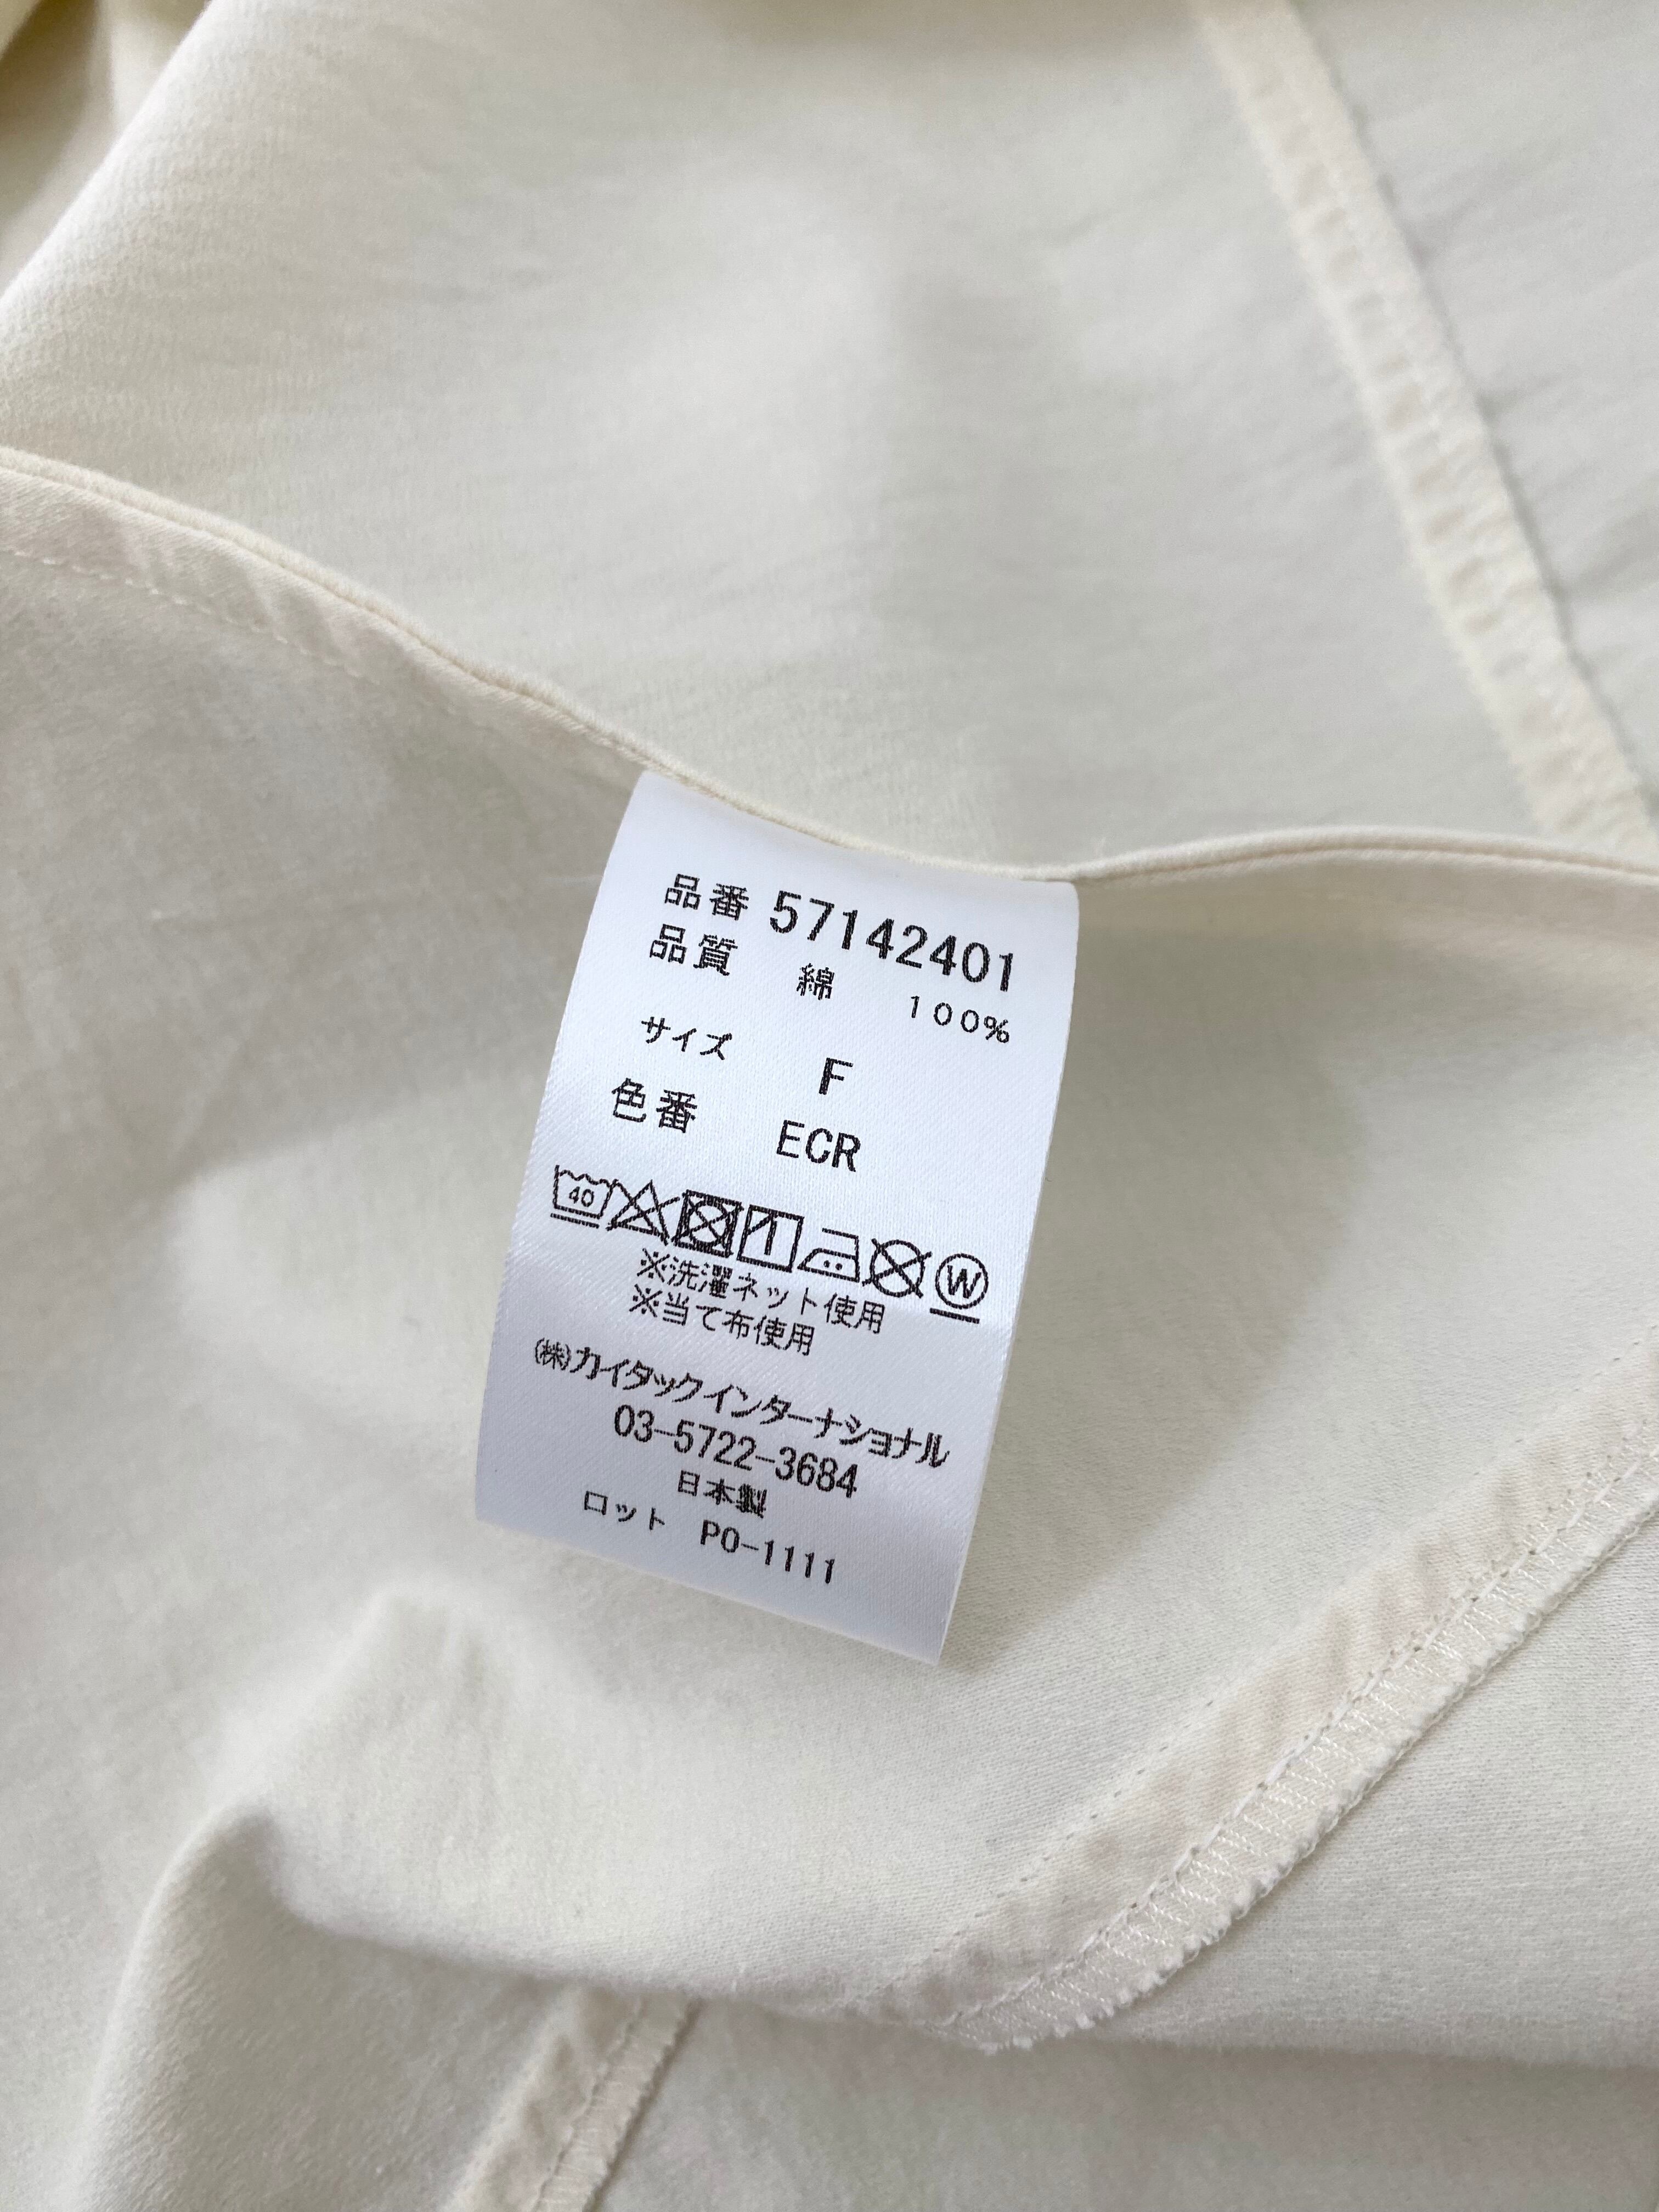 品番 57142401
品質 綿 100%
サイズ F
色番 ECR
40 W
※洗濯ネット使用
※当て布使用
㈱カイタックインターナショナル
03-5722-3684
日本製
ロット PO-1111